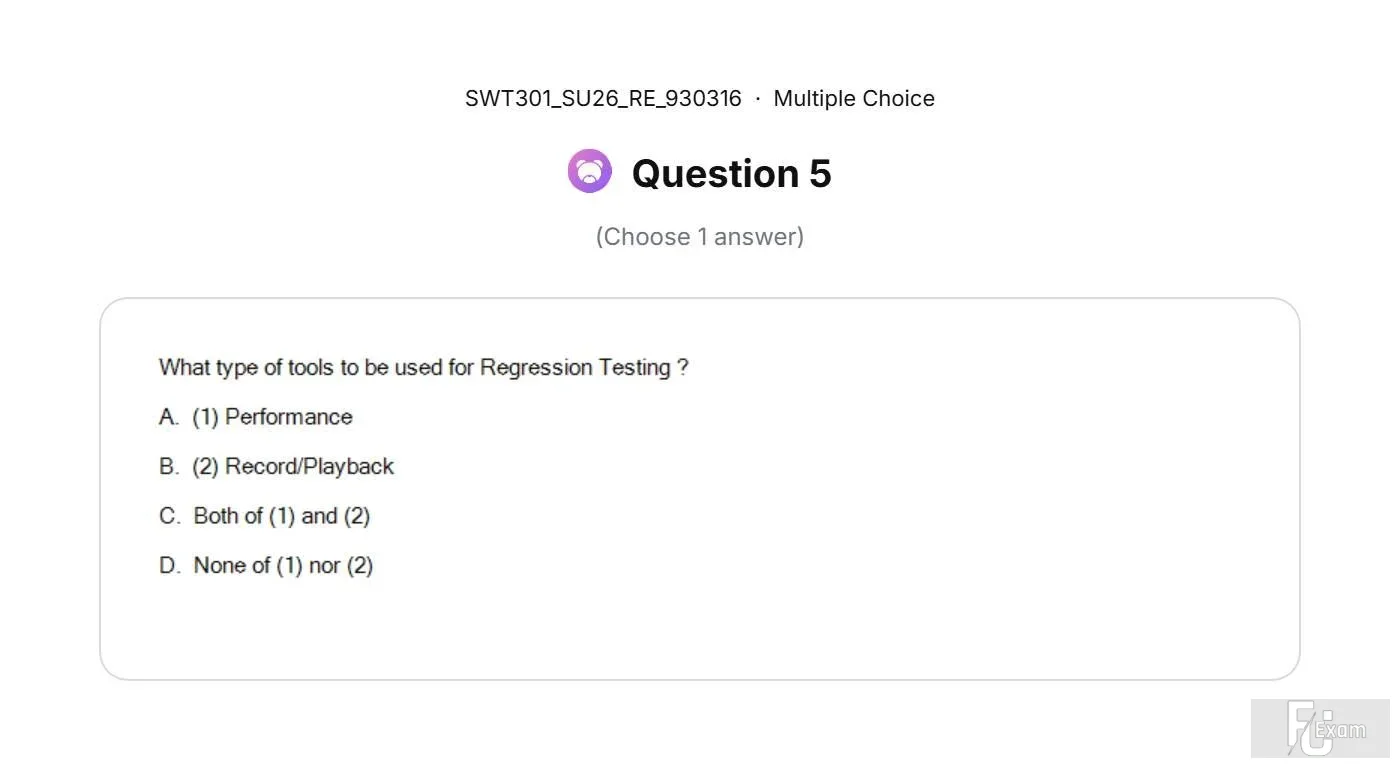 SWT301_SU26_RE_930316 · Multiple Choice
Question 5
(Choose 1 answer)
What type of tools to be used for Regression Testing ?
A. (1) Performance
B. (2) Record/Playback
C. Both of (1) and (2)
D. None of (1) nor (2)
Exam